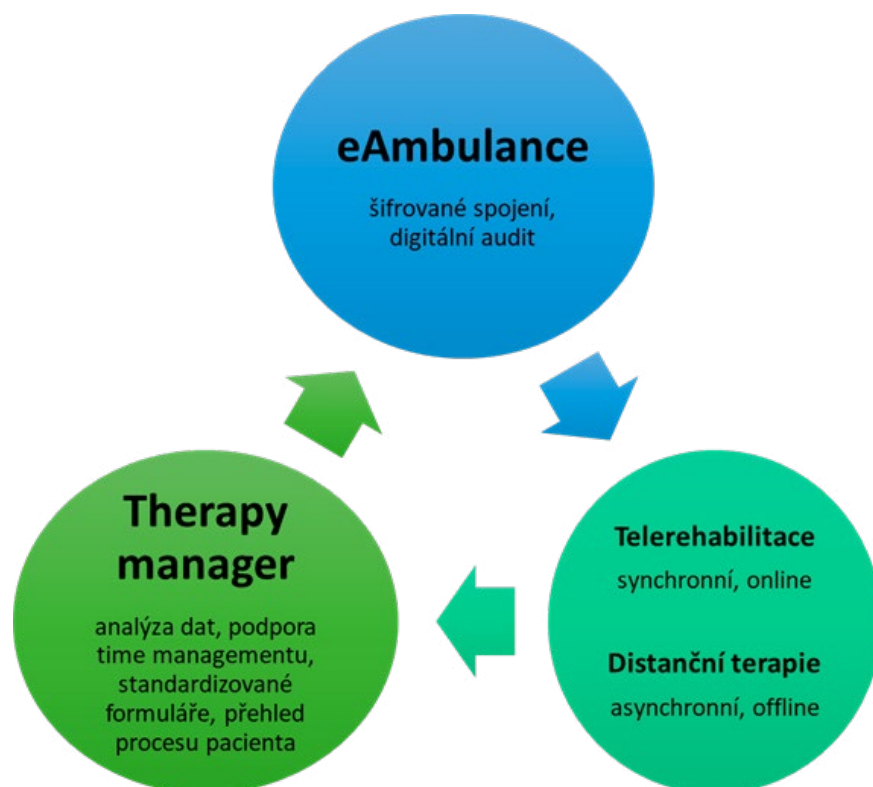 eAmbulance
šifrované spojení,
digitální audit
Telerehabilitace
synchronní, online
Distanční terapie
asynchronní, offline
Therapy
manager
analýza dat, podpora
time managementu,
standardizované
formuláře, přehled
procesu pacienta